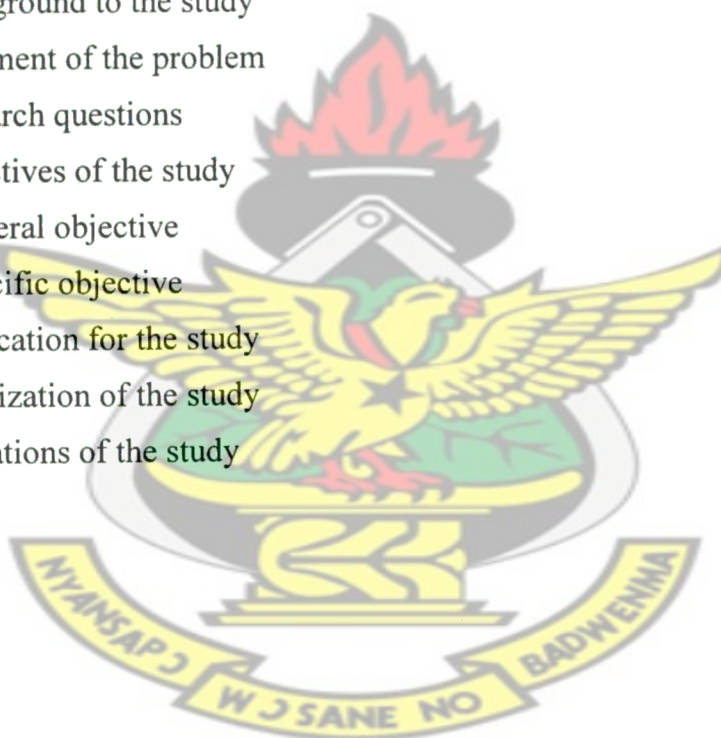 ground to the study
ment of the problem
rch questions
tives of the study
eral objective
ific objective
cation for the study
ization of the study
tions of the study
NYANSAPƆ
WƆSANE NO
BADWENMA